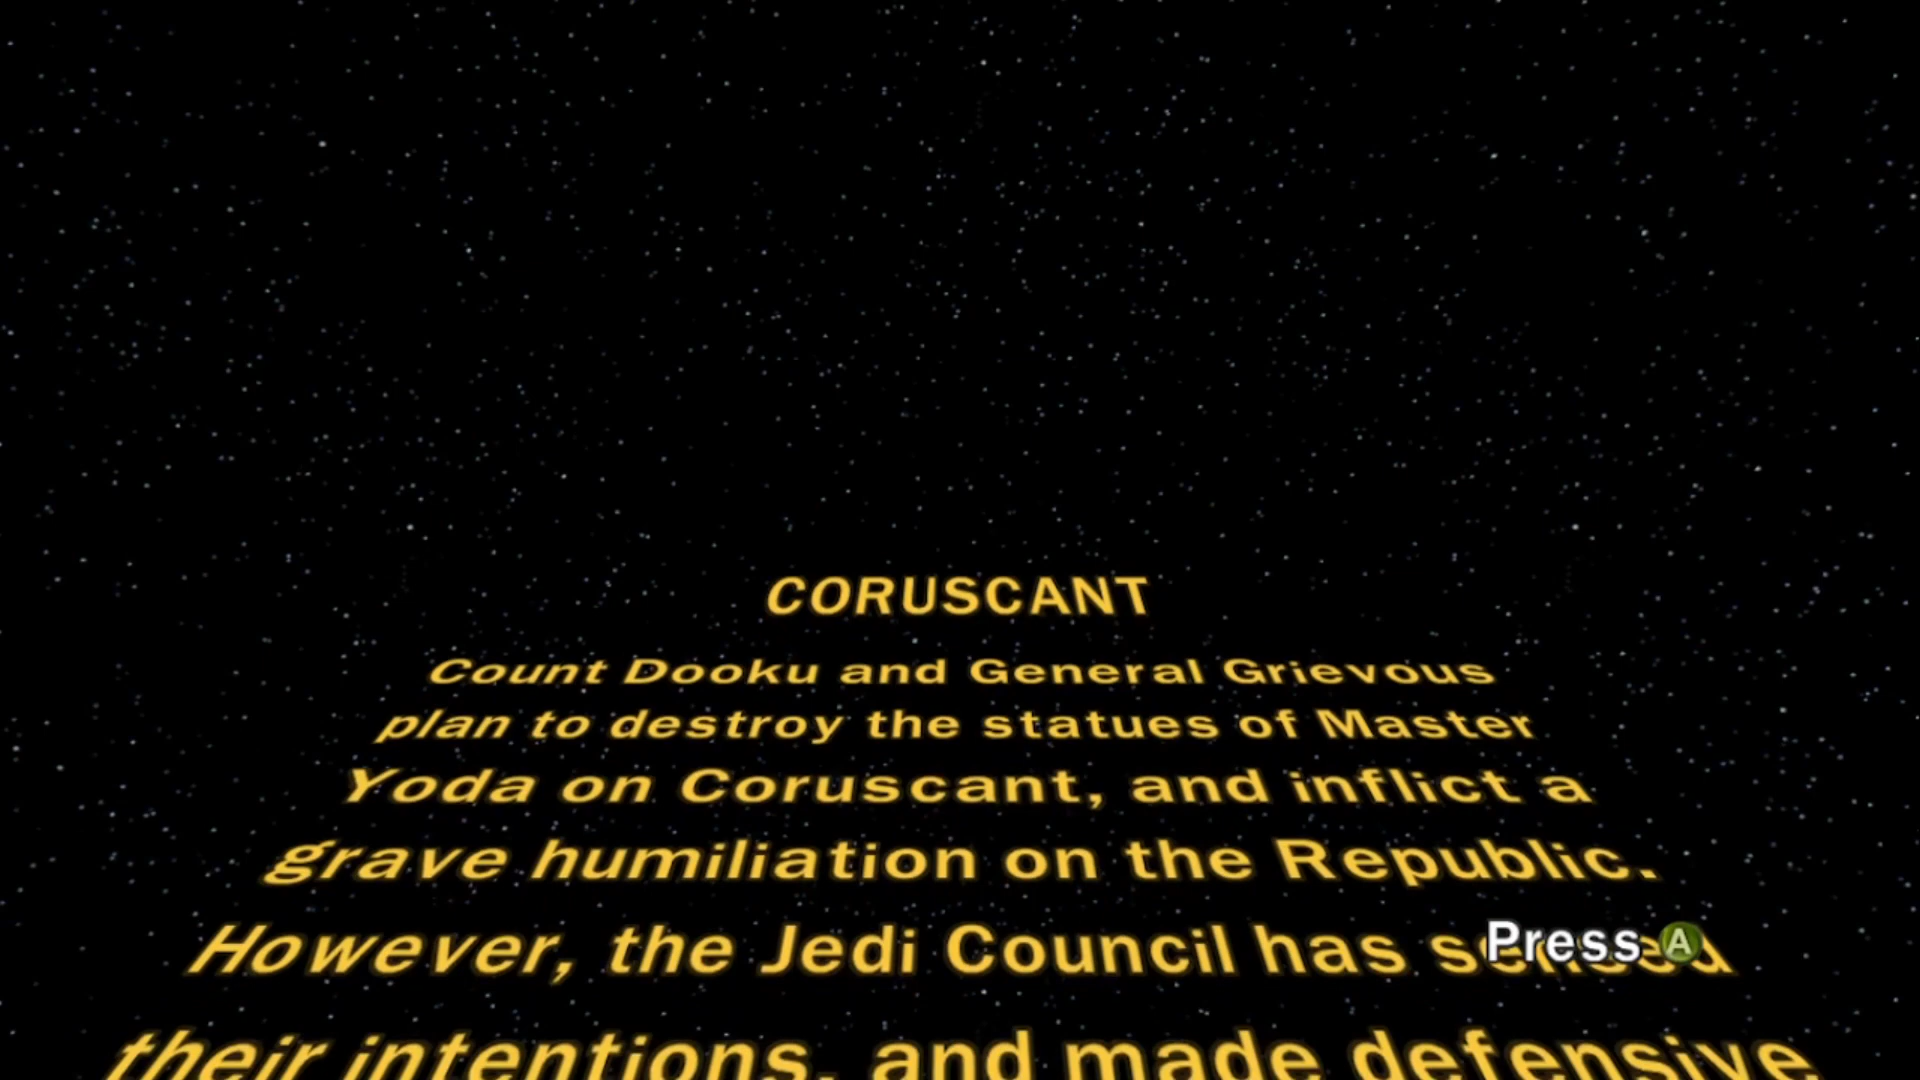 CORUSCANT
Count Dooku and General Grievous
plan to destroy the statues of Master
Yoda on Coruscant, and inflict a
grave humiliation on the Republic.
However, the Jedi Council has sensed
Press A
their intentions, and made defensive